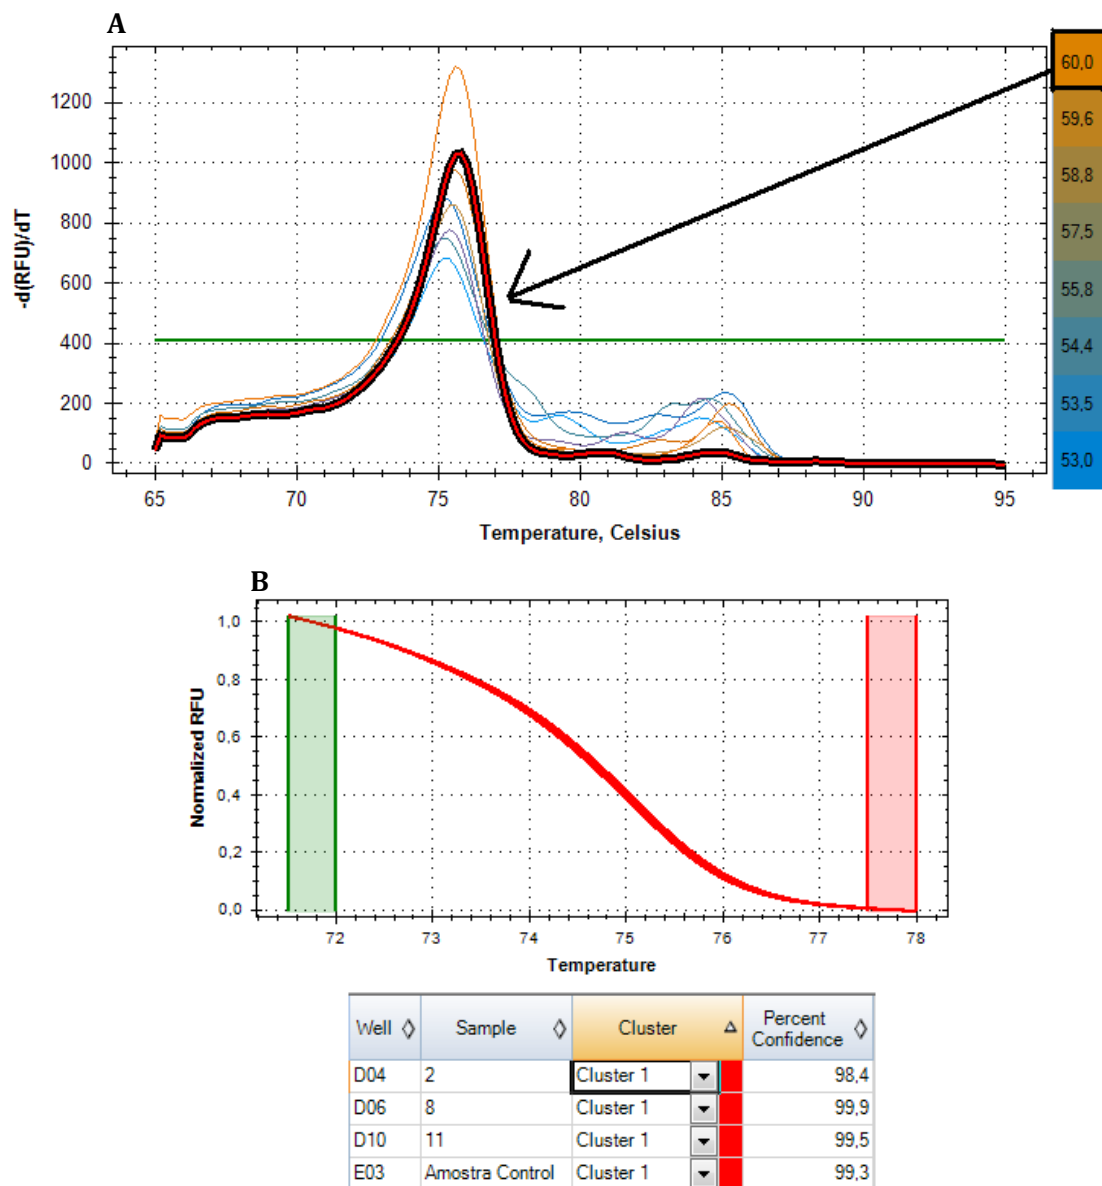 A
1200
1000
800
600
400
200
0
-d(RFU)/dT
65 70 75 80 85 90 95
Temperature, Celsius
60,0
59,6
58,8
57,5
55,8
54,4
53,5
53,0
B
1,0
0,8
0,6
0,4
0,2
0,0
Normalized RFU
72 73 74 75 76 77 78
Temperature
Well Sample Cluster Percent Confidence
D04 2 Cluster 1 98,4
D06 8 Cluster 1 99,9
D10 11 Cluster 1 99,5
E03 Amostra Control Cluster 1 99,3